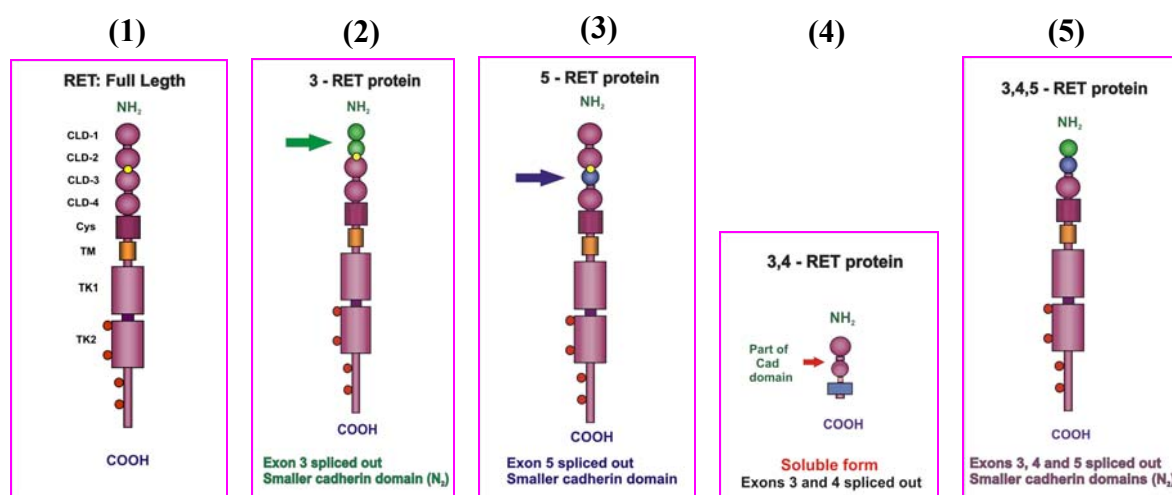 (1)
(2)
(3)
(4)
(5)
RET: Full Legth
NH₂
CLD-1
CLD-2
CLD-3
CLD-4
Cys
TM
TK1
TK2
COOH
3 - RET protein
NH₂
COOH
Exon 3 spliced out
Smaller cadherin domain (N₂)
5 - RET protein
NH₂
COOH
Exon 5 spliced out
Smaller cadherin domain
3,4 - RET protein
NH₂
Part of
Cad
domain
COOH
Soluble form
Exons 3 and 4 spliced out
3,4,5 - RET protein
NH₂
COOH
Exons 3, 4 and 5 spliced out
Smaller cadherin domains (N₂)